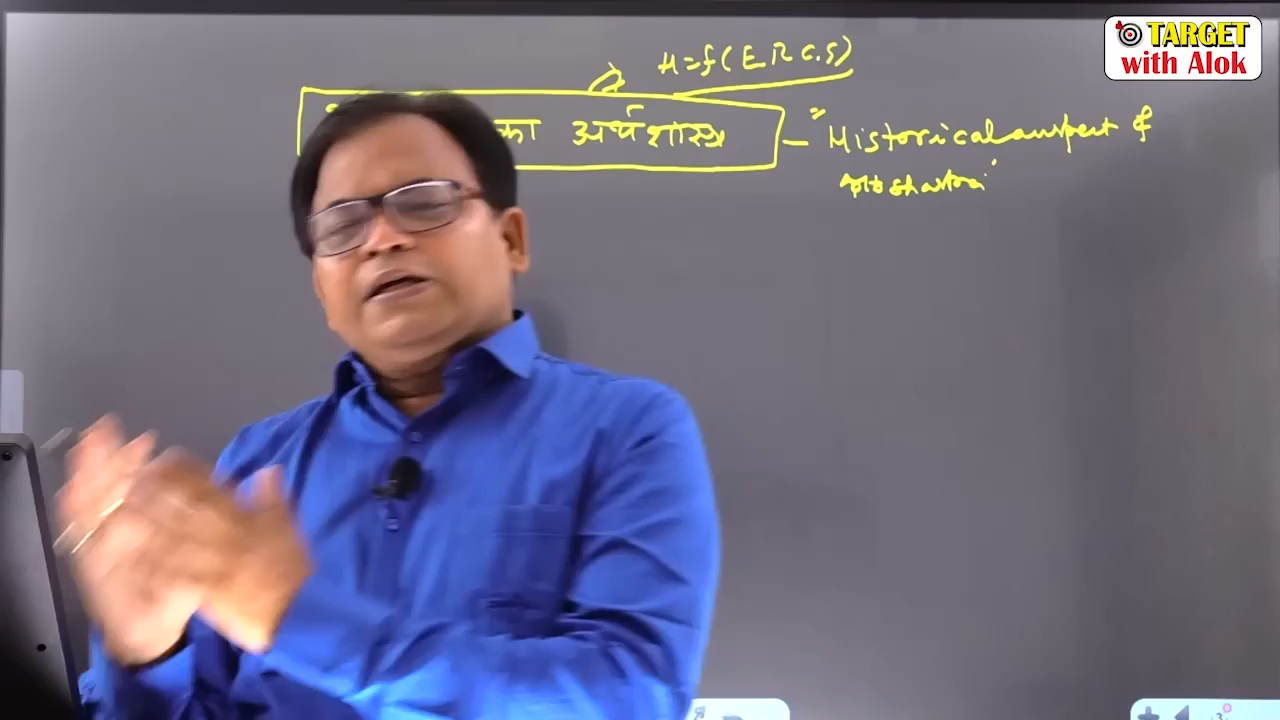 TARGET
with Alok
H = f(E.R.C.S)
का अर्थशास्त्र — "Historical aspect of